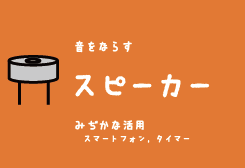 音をならす
スピーカー
みぢかな活用
スマートフォン, タイマー